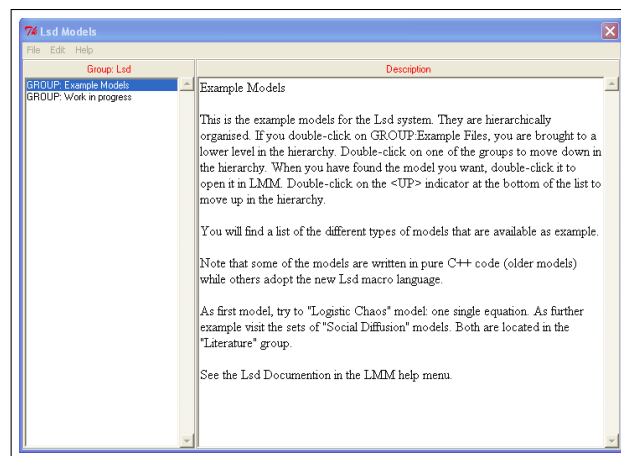 Lsd Models
File Edit Help
Group: Lsd
Description
GROUP: Example Models
GROUP: Work in progress
Example Models
This is the example models for the Lsd system. They are hierarchically
organised. If you double-click on GROUP:Example Files, you are brought to a
lower level in the hierarchy. Double-click on one of the groups to move down in
the hierarchy. When you have found the model you want, double-click it to
open it in LMM. Double-click on the <UP> indicator at the bottom of the list to
move up in the hierarchy.
You will find a list of the different types of models that are available as example.
Note that some of the models are written in pure C++ code (older models)
while others adopt the new Lsd macro language.
As first model, try to "Logistic Chaos" model: one single equation. As further
example visit the sets of "Social Diffusion" models. Both are located in the
"Literature" group.
See the Lsd Documention in the LMM help menu.